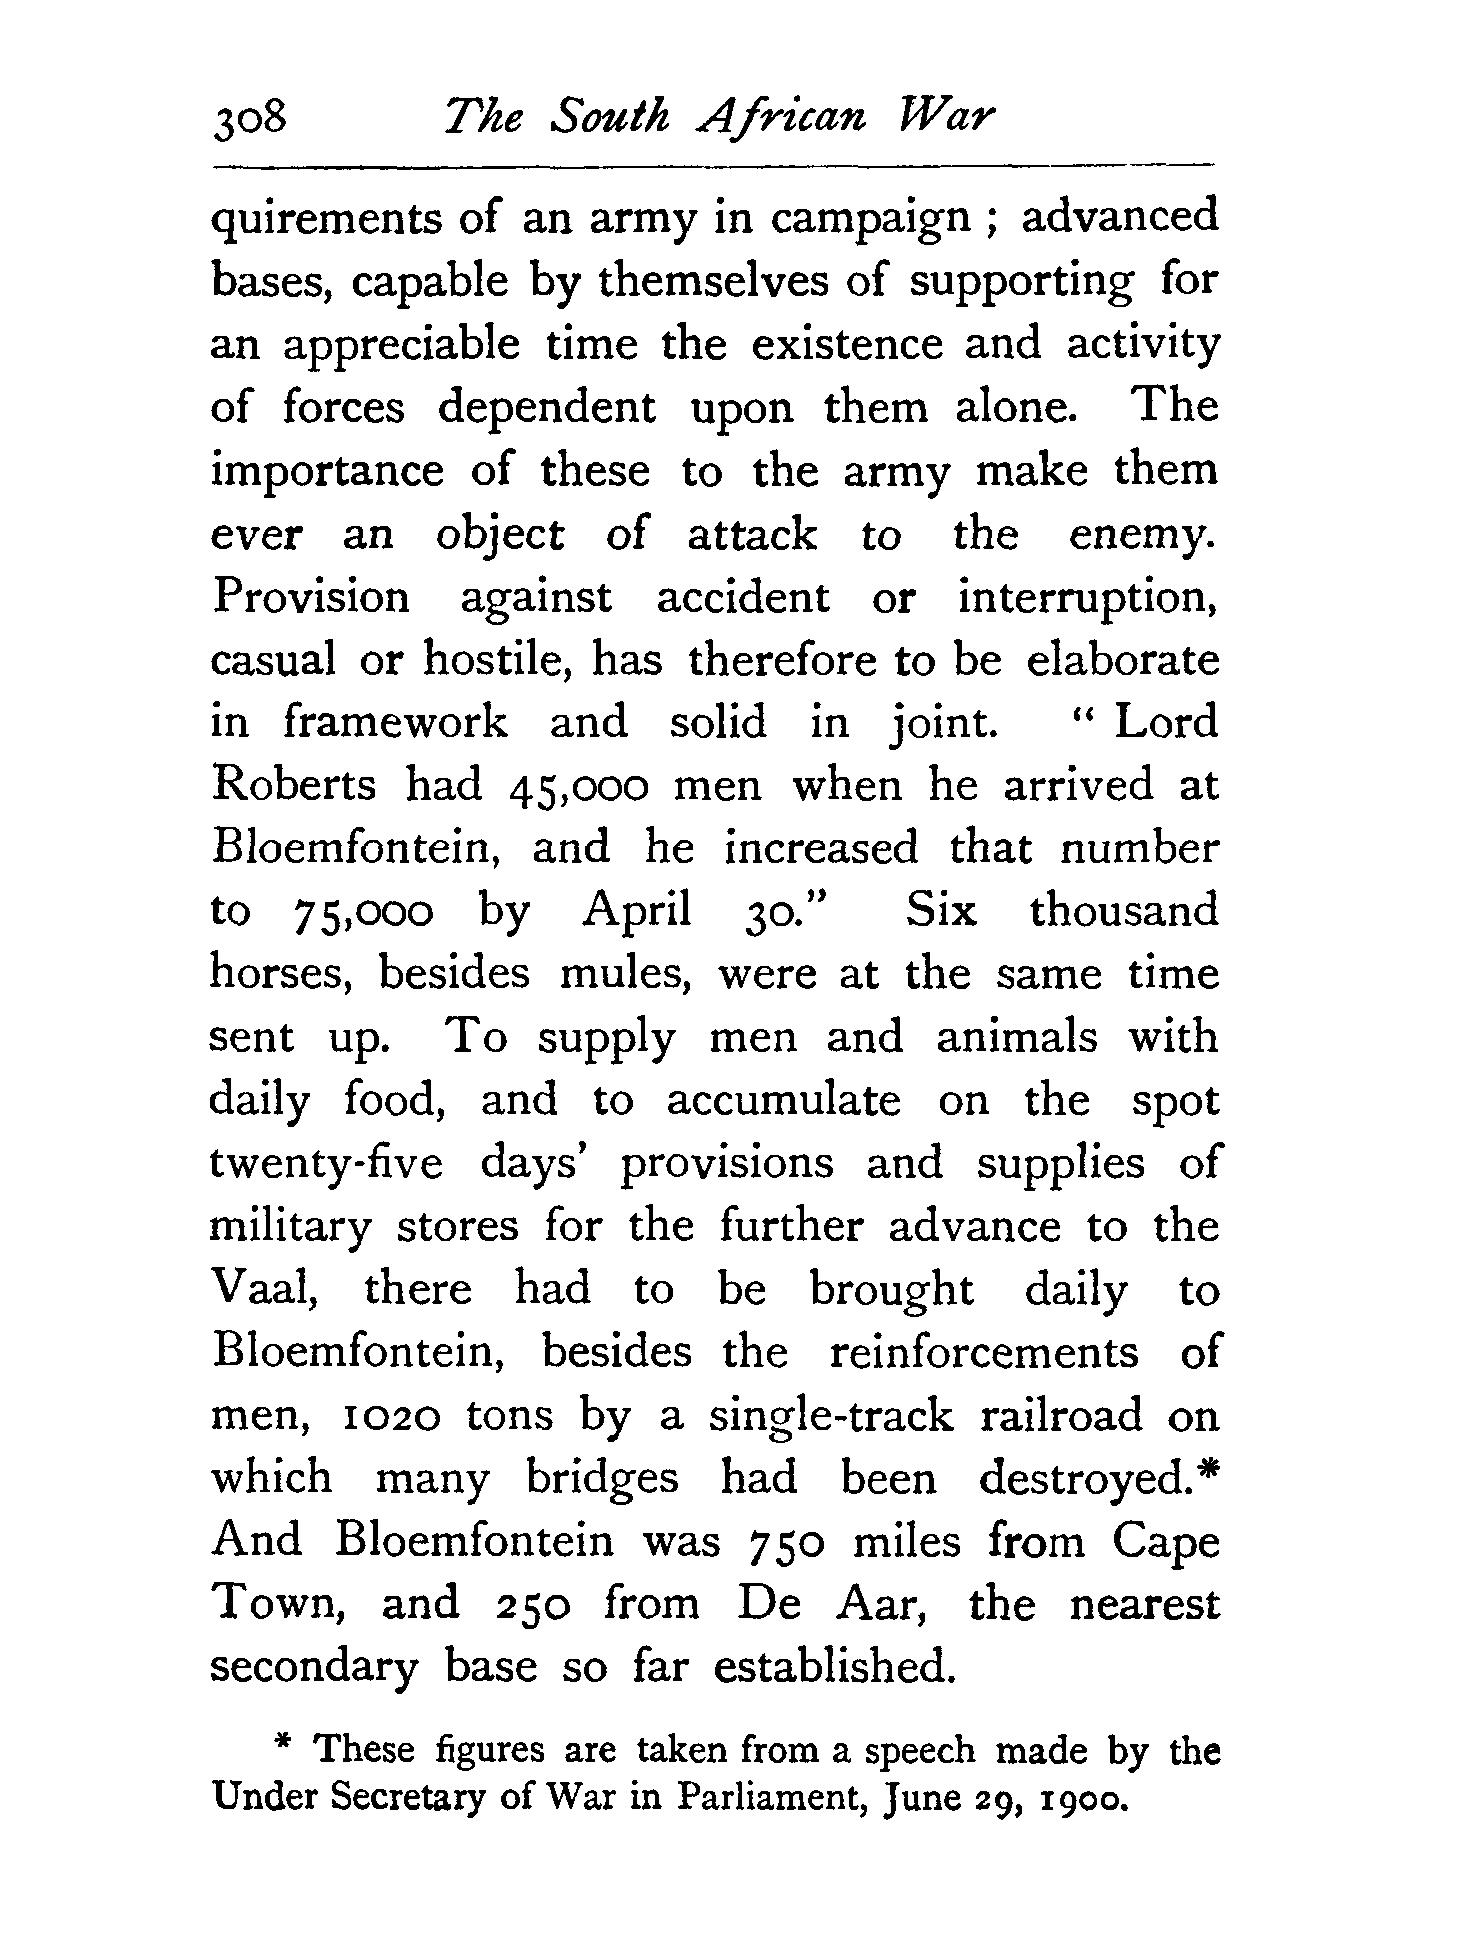 308 The South African War
quirements of an army in campaign ; advanced
bases, capable by themselves of supporting for
an appreciable time the existence and activity
of forces dependent upon them alone. The
importance of these to the army make them
ever an object of attack to the enemy.
Provision against accident or interruption,
casual or hostile, has therefore to be elaborate
in framework and solid in joint. “ Lord
Roberts had 45,000 men when he arrived at
Bloemfontein, and he increased that number
to 75,000 by April 30.” Six thousand
horses, besides mules, were at the same time
sent up. To supply men and animals with
daily food, and to accumulate on the spot
twenty-five days’ provisions and supplies of
military stores for the further advance to the
Vaal, there had to be brought daily to
Bloemfontein, besides the reinforcements of
men, 1020 tons by a single-track railroad on
which many bridges had been destroyed.*
And Bloemfontein was 750 miles from Cape
Town, and 250 from De Aar, the nearest
secondary base so far established.
* These figures are taken from a speech made by the
Under Secretary of War in Parliament, June 29, 1900.